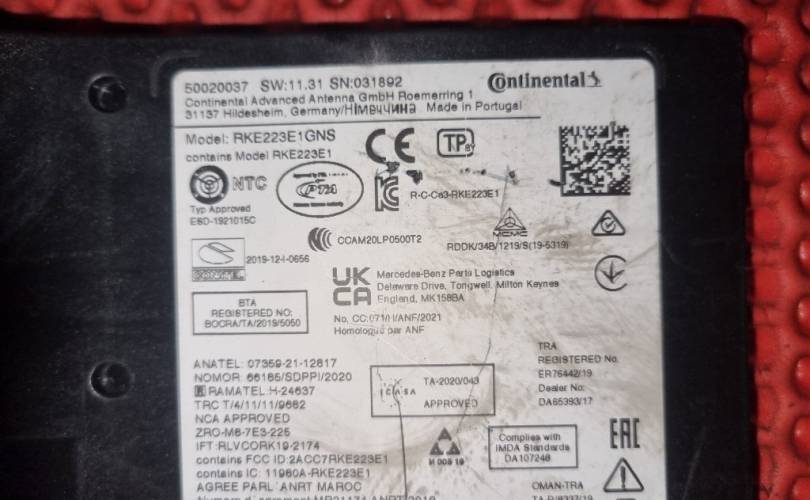 50020037 SW:11.31 SN:031892
Continental
Continental Advanced Antenna GmbH Roemerring 1
31137 Hildesheim, Germany/НІМЕЧЧИНА Made in Portugal
Model: RKE223E1GNS
contains Model RKE223E1
CE
TP
NTC
Typ Approved
ESD-1921015C
R-C-Ca3-RKE223E1
CCAM20LP0500T2
MCMC
RDDK/34B/1219/S(19-5319)
2019-12-I-0656
UK
CA
Mercedes-Benz Parts Logistics
Delaware Drive, Tongwell, Milton Keynes
England, MK158BA
BTA
REGISTERED NO:
BOCRA/TA/2019/5050
Homologué par ANF
ANATEL: 07359-21-12817
NOMOR: 66185/SDPPI/2020
RAMATEL:H-24637
TRC T/4/11/11/9682
NCA APPROVED
ZRO-M8-7E3-225
IFT:RLVCORK19-2174
contains FCC ID:2ACC7RKE223E1
contains IC: 11980A-RKE223E1
AGREE PARL`ANRT MAROC
ICASA
TA-2020/043
APPROVED
TRA
REGISTERED No.
ER76442/19
Dealer No:
DA65393/17
Complies with
IMDA Standards
DA107248
EAC
OMAN-TRA